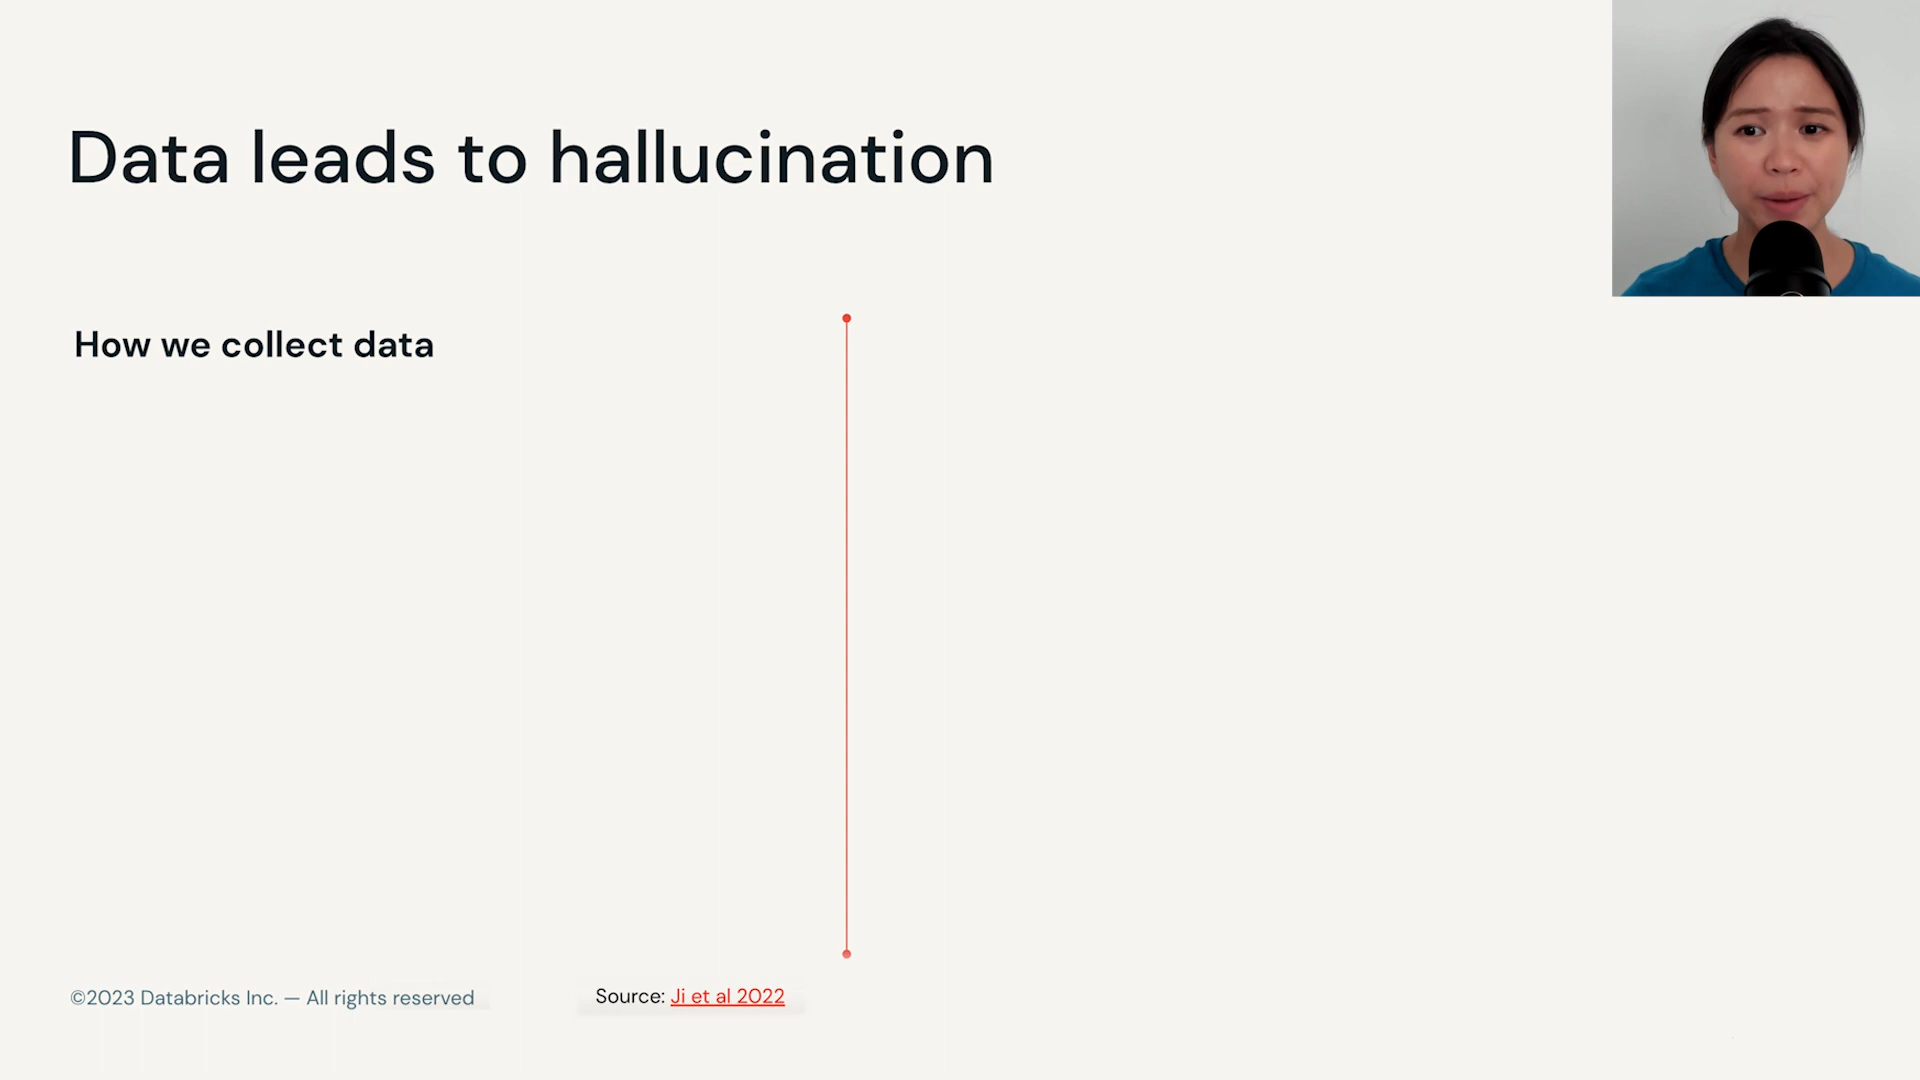 Data leads to hallucination
How we collect data
©2023 Databricks Inc. — All rights reserved
Source: Ji et al 2022